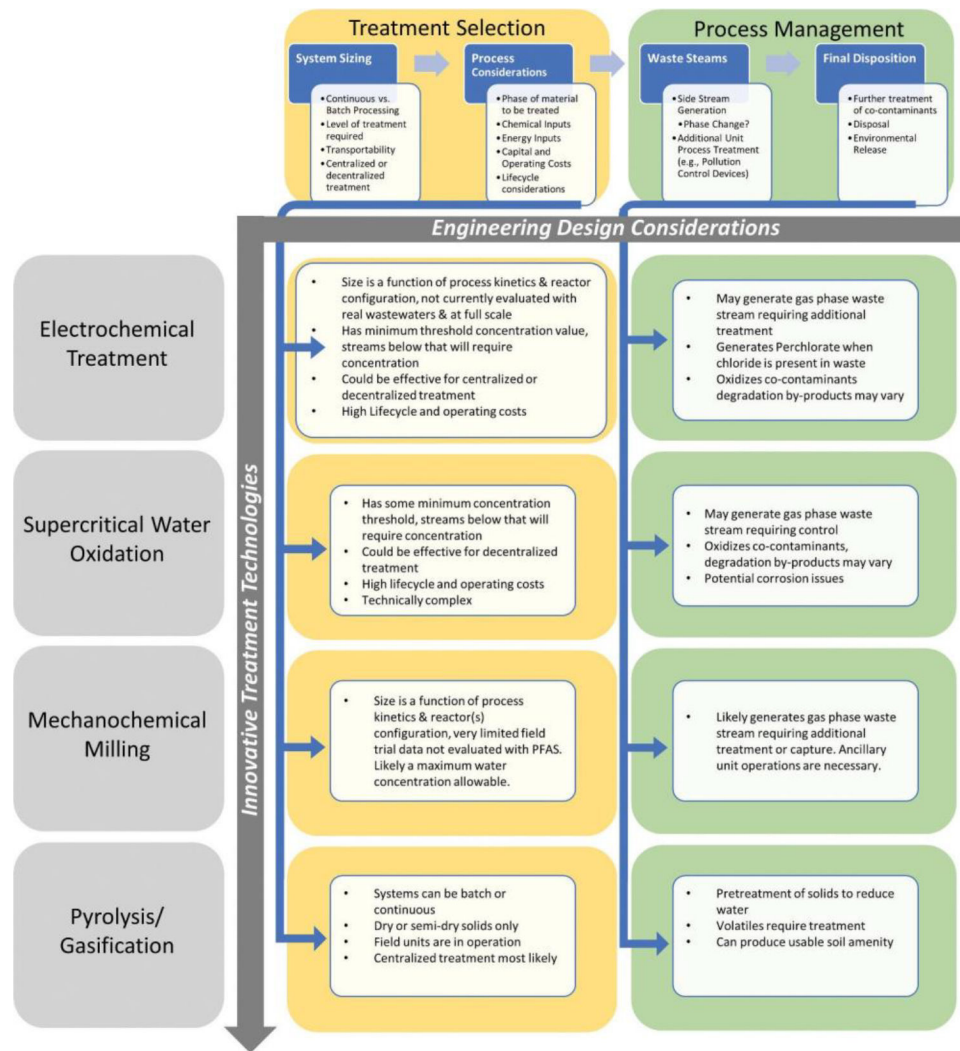 Treatment Selection
Process Management
System Sizing
Process
Considerations
Waste Steams
Final Disposition
•Continuous vs.
Batch Processing
•Level of treatment
required
•Transportability
•Centralized or
decentralized
treatment
•Phase of material
to be treated
•Chemical Inputs
•Energy Inputs
•Capital and
Operating Costs
•Lifecycle
considerations
•Side Stream
Generation
•Phase Change?
•Additional Unit
Process Treatment
(e.g., Pollution
Control Devices)
•Further treatment
of co-contaminants
•Disposal
•Environmental
Release
Engineering Design Considerations
Innovative Treatment Technologies
Electrochemical
Treatment
• Size is a function of process kinetics & reactor
configuration, not currently evaluated with
real wastewaters & at full scale
• Has minimum threshold concentration value,
streams below that will require
concentration
• Could be effective for centralized or
decentralized treatment
• High Lifecycle and operating costs
• May generate gas phase waste
stream requiring additional
treatment
• Generates Perchlorate when
chloride is present in waste
• Oxidizes co-contaminants
degradation by-products may vary
Supercritical Water
Oxidation
• Has some minimum concentration
threshold, streams below that will
require concentration
• Could be effective for decentralized
treatment
• High lifecycle and operating costs
• Technically complex
• May generate gas phase waste
stream requiring control
• Oxidizes co-contaminants,
degradation by-products may vary
• Potential corrosion issues
Mechanochemical
Milling
• Size is a function of process
kinetics & reactor(s)
configuration, very limited field
trial data not evaluated with PFAS.
Likely a maximum water
concentration allowable.
• Likely generates gas phase waste
stream requiring additional
treatment or capture. Ancillary
unit operations are necessary.
Pyrolysis/
Gasification
• Systems can be batch or
continuous
• Dry or semi-dry solids only
• Field units are in operation
• Centralized treatment most likely
• Pretreatment of solids to reduce
water
• Volatiles require treatment
• Can produce usable soil amenity